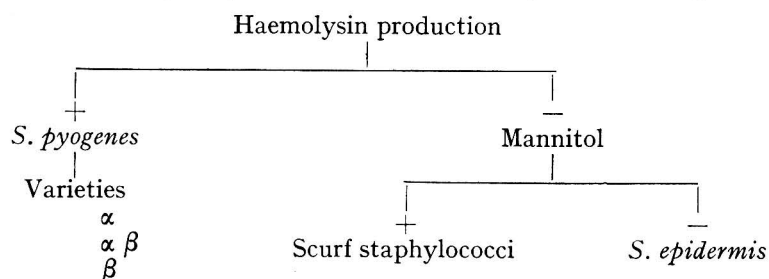 Haemolysin production
+ −
S. pyogenes Mannitol
Varieties
+ −
α
α β Scurf staphylococci S. epidermis
β